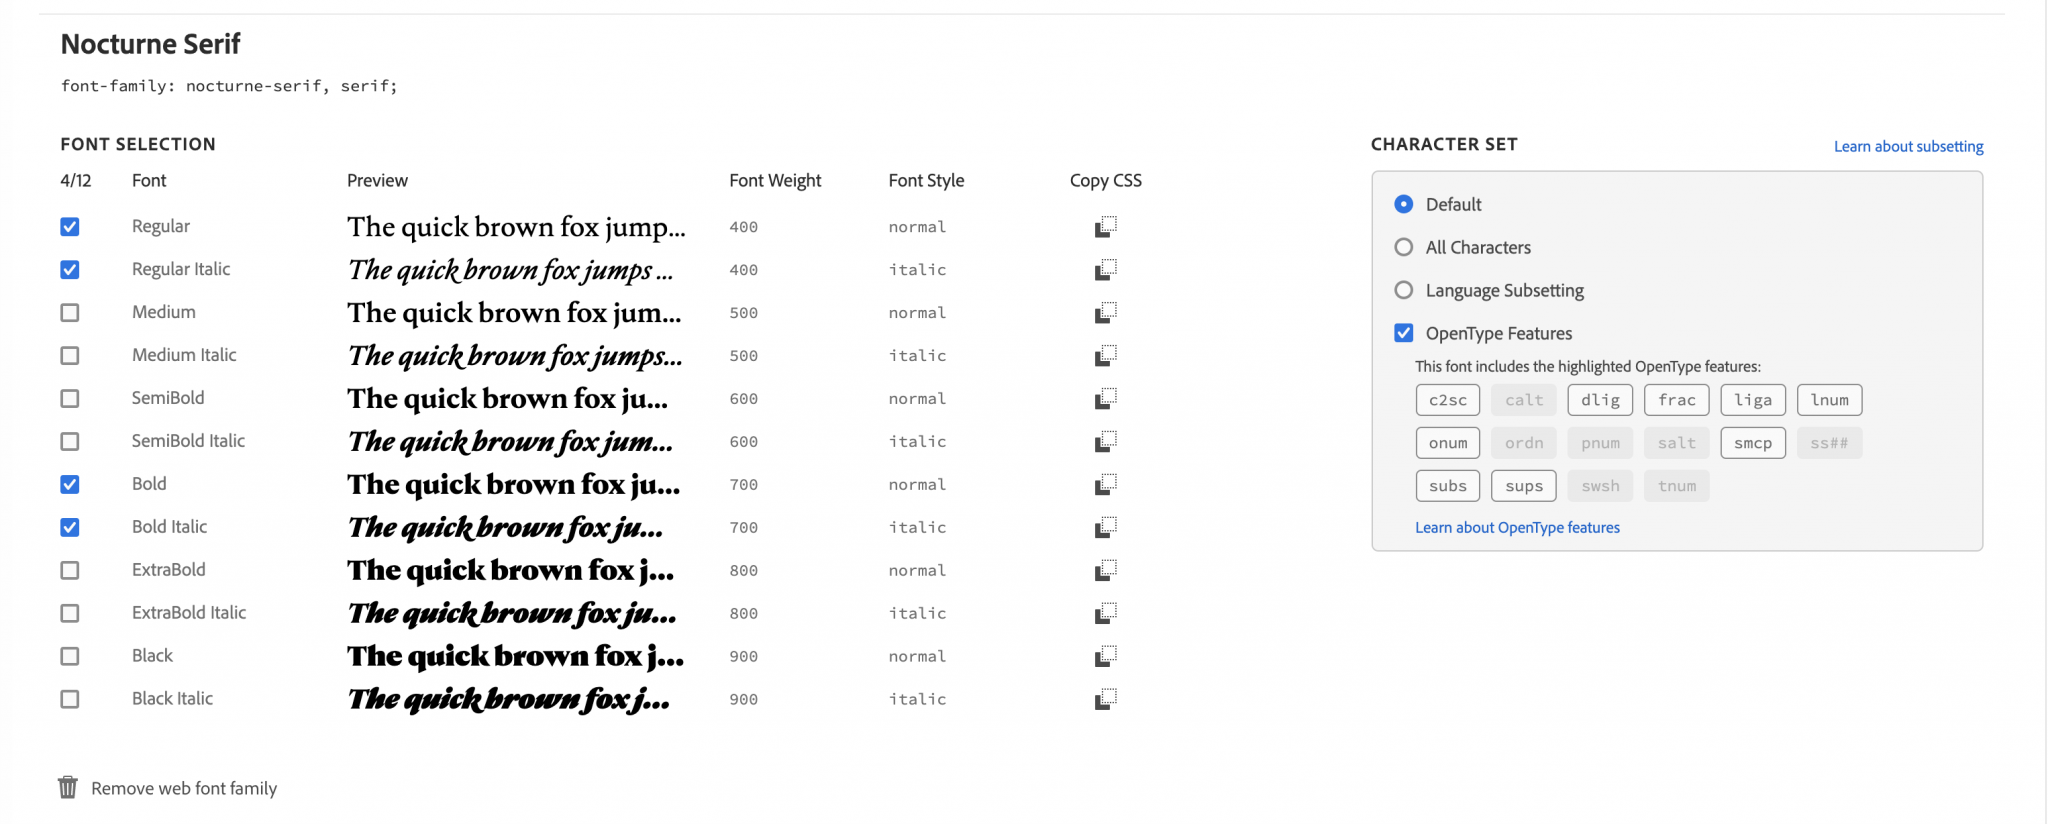 Nocturne Serif
font-family: nocturne-serif, serif;
FONT SELECTION
4/12 Font Preview Font Weight Font Style Copy CSS
Regular The quick brown fox jump... 400 normal
Regular Italic The quick brown fox jumps ... 400 italic
Medium The quick brown fox jum... 500 normal
Medium Italic The quick brown fox jumps... 500 italic
SemiBold The quick brown fox ju... 600 normal
SemiBold Italic The quick brown fox jum... 600 italic
Bold The quick brown fox ju... 700 normal
Bold Italic The quick brown fox ju... 700 italic
ExtraBold The quick brown fox j... 800 normal
ExtraBold Italic The quick brown fox ju... 800 italic
Black The quick brown fox j... 900 normal
Black Italic The quick brown fox j... 900 italic
Remove web font family
CHARACTER SET Learn about subsetting
Default
All Characters
Language Subsetting
OpenType Features
This font includes the highlighted OpenType features:
c2sc calt dlig frac liga lnum
onum ordn pnum salt smcp ss##
subs sups swsh tnum
Learn about OpenType features